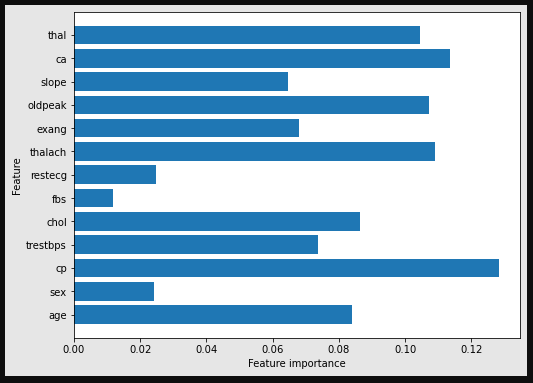 thal
ca
slope
oldpeak
exang
thalach
restecg
fbs
chol
trestbps
cp
sex
age
Feature
0.00 0.02 0.04 0.06 0.08 0.10 0.12
Feature importance